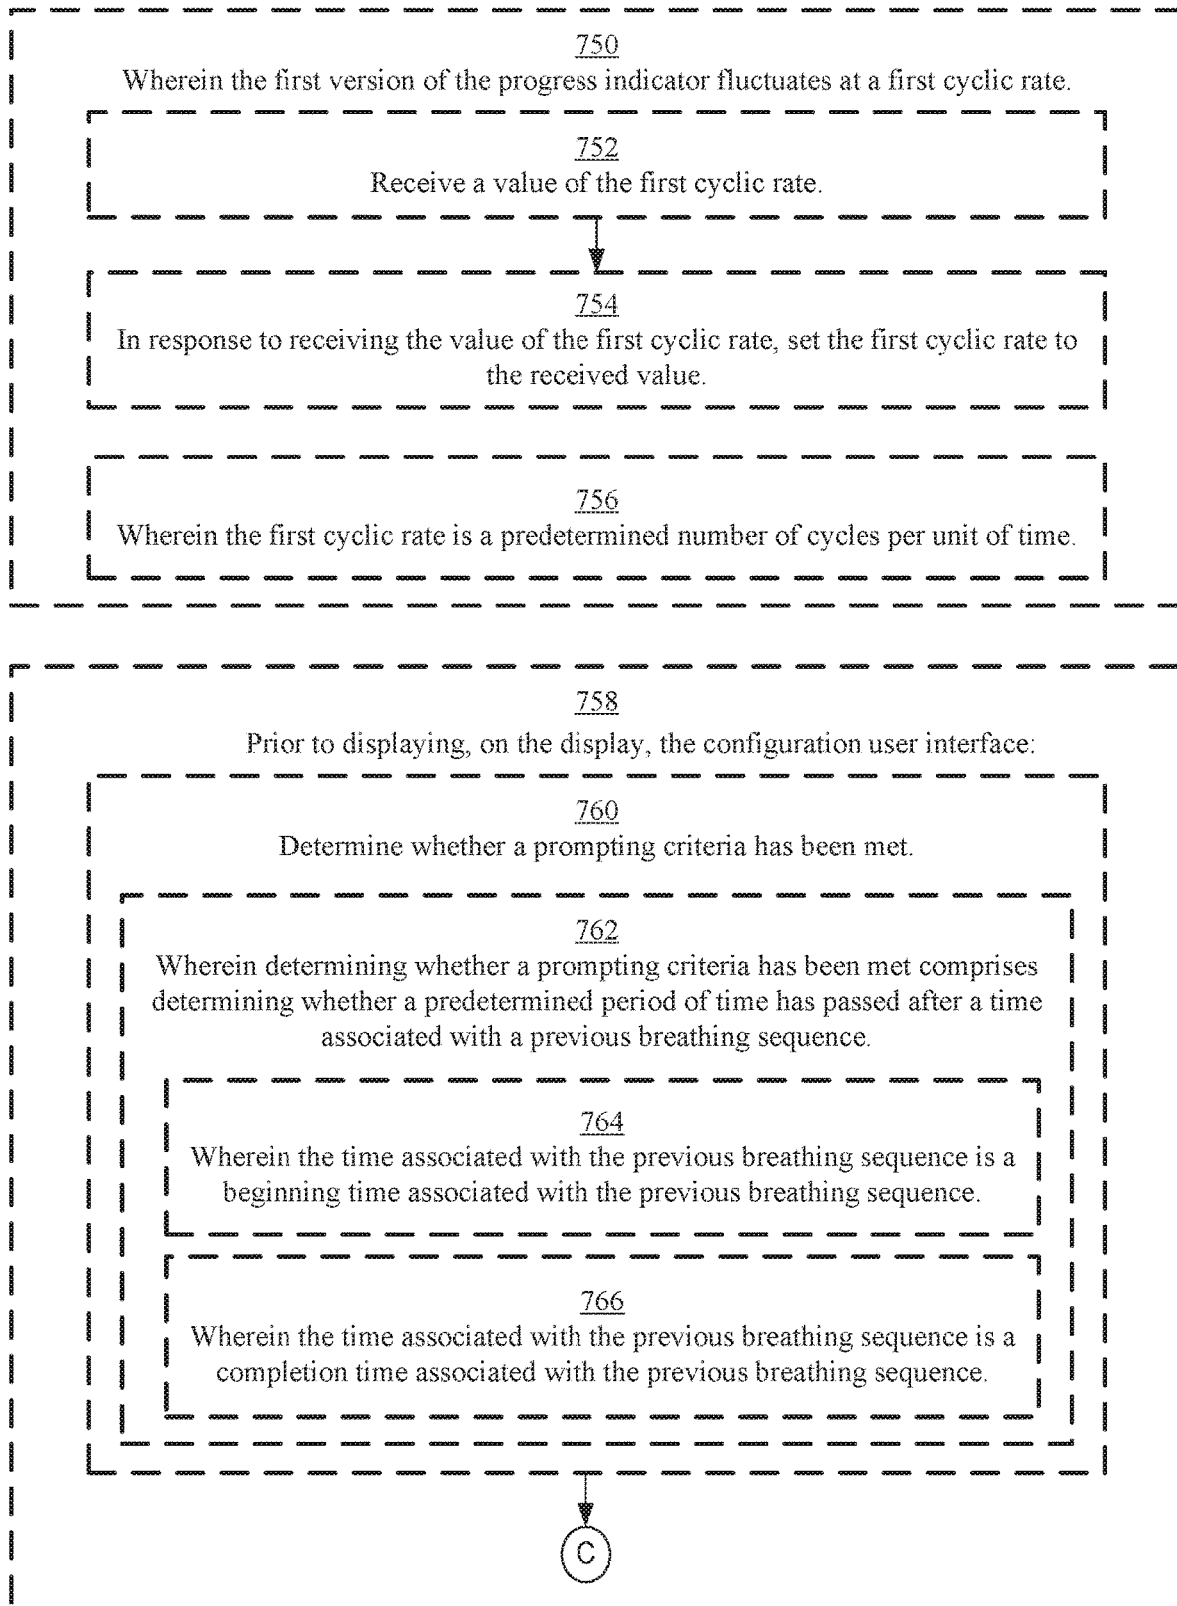 750
Wherein the first version of the progress indicator fluctuates at a first cyclic rate.
752
Receive a value of the first cyclic rate.
754
In response to receiving the value of the first cyclic rate, set the first cyclic rate to
the received value.
756
Wherein the first cyclic rate is a predetermined number of cycles per unit of time.
758
Prior to displaying, on the display, the configuration user interface:
760
Determine whether a prompting criteria has been met.
762
Wherein determining whether a prompting criteria has been met comprises
determining whether a predetermined period of time has passed after a time
associated with a previous breathing sequence.
764
Wherein the time associated with the previous breathing sequence is a
beginning time associated with the previous breathing sequence.
766
Wherein the time associated with the previous breathing sequence is a
completion time associated with the previous breathing sequence.
C